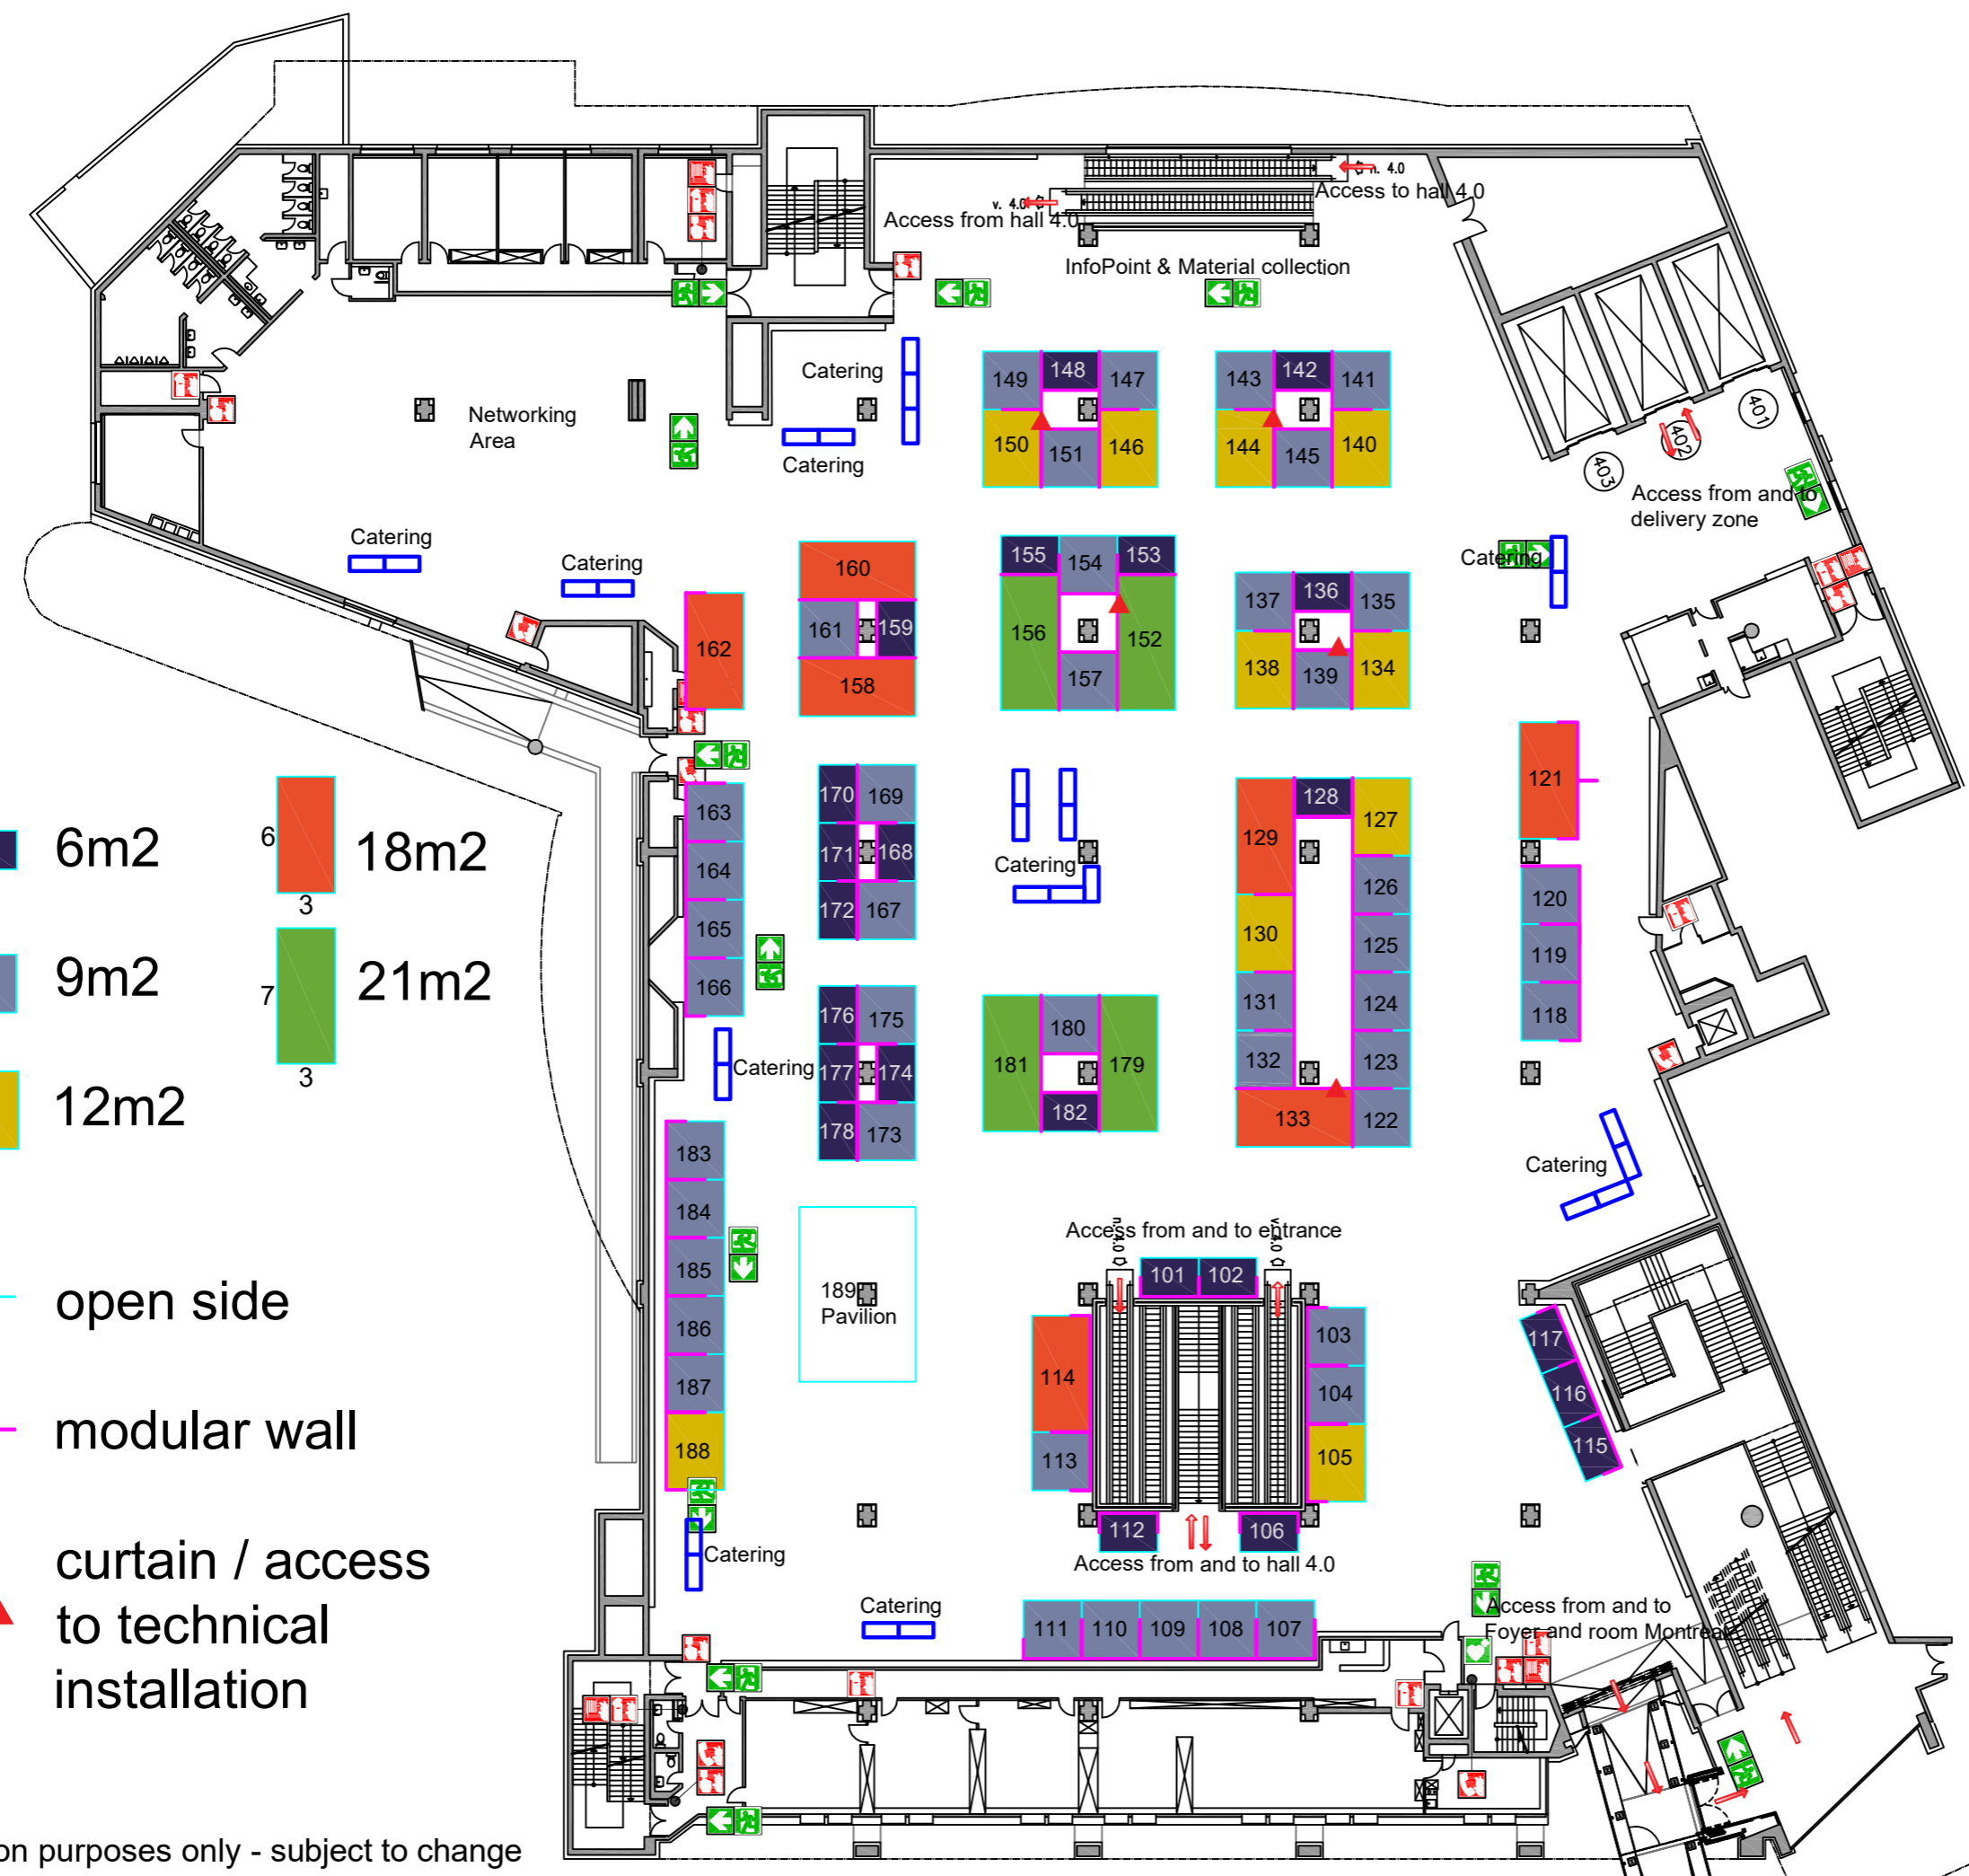 n. 4.0
Access to hall 4.0
v. 4.0
Access from hall 4.0
InfoPoint & Material collection
Catering
Networking
Area
Catering
149
148
147
150
151
146
143
142
141
144
145
140
401
402
403
Access from and to
delivery zone
Catering
Catering
Catering
160
161
159
158
162
155
154
153
156
152
157
137
136
135
138
139
134
121
170
169
171
168
172
167
163
164
165
166
Catering
129
128
127
130
126
125
131
124
132
123
133
122
120
119
118
6m2
6
3
18m2
9m2
7
3
21m2
12m2
176
175
177
174
178
173
Catering
181
180
179
182
183
184
185
186
187
188
Catering
189
Pavilion
Access from and to entrance
n. 4.0
v. 4.0
101
102
103
104
105
114
113
112
106
117
116
115
Access from and to hall 4.0
open side
modular wall
curtain / access
to technical
installation
Catering
Catering
111
110
109
108
107
Access from and to
Foyer and room Montreal
on purposes only - subject to change